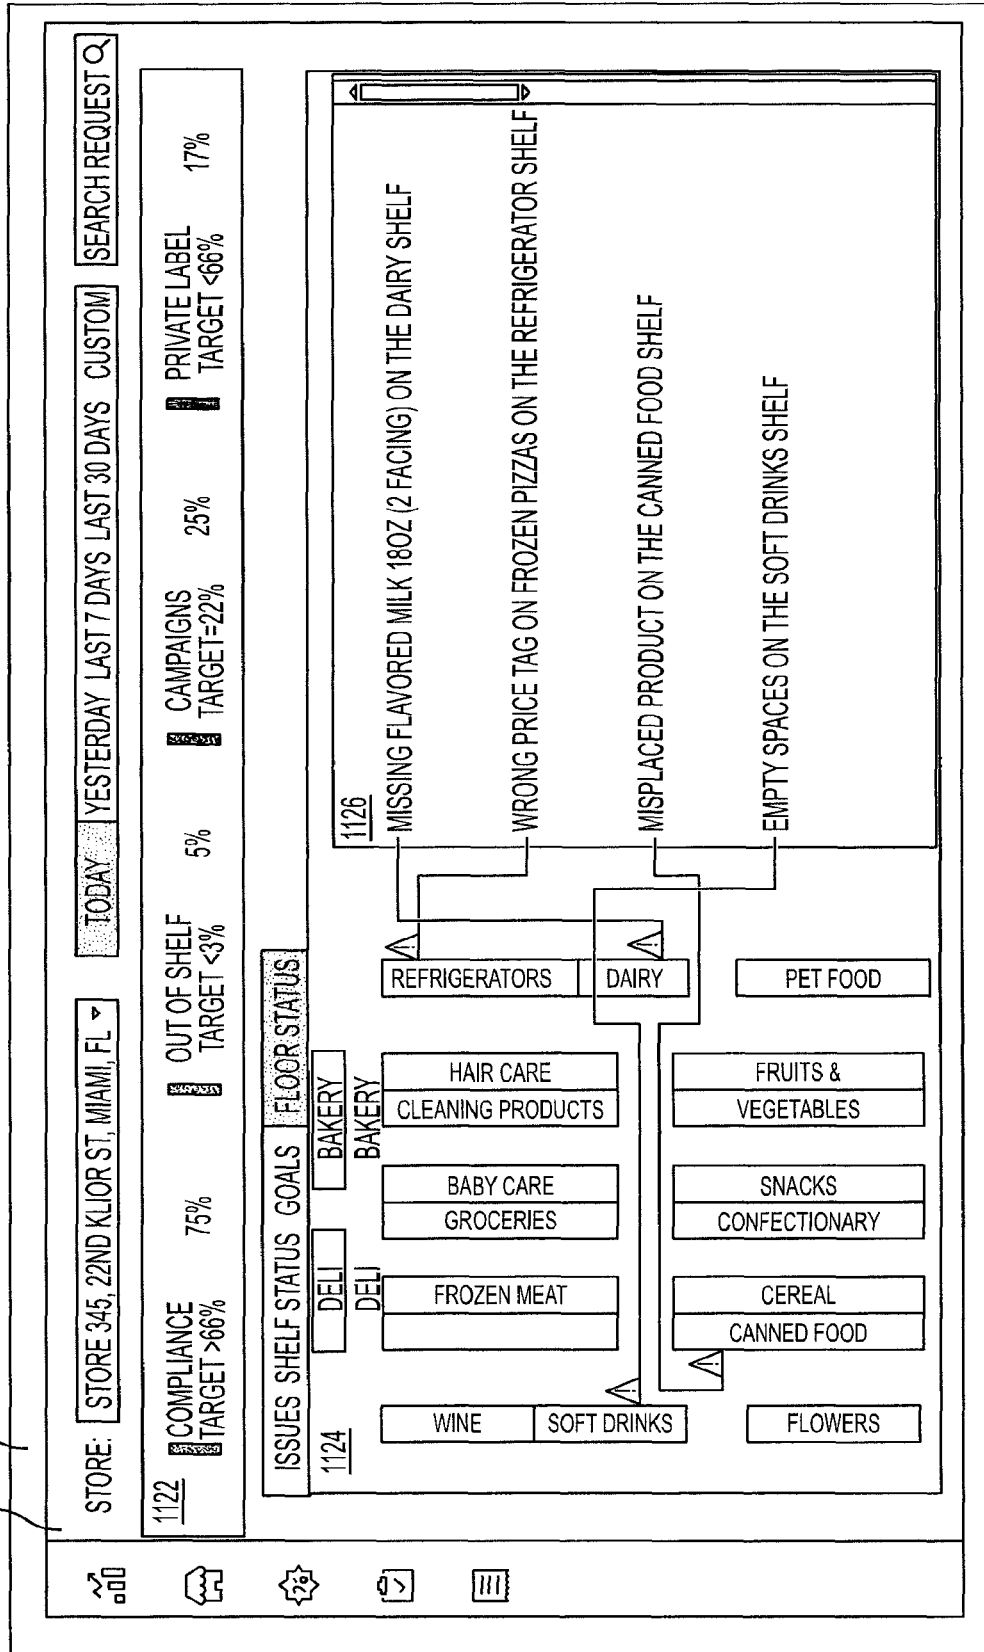 STORE: STORE 345, 22ND KLIOR ST, MIAMI, FL TODAY YESTERDAY LAST 7 DAYS LAST 30 DAYS CUSTOM SEARCH REQUEST
1122
COMPLIANCE
TARGET >66%
75%
OUT OF SHELF
TARGET <3%
5%
CAMPAIGNS
TARGET=22%
25%
PRIVATE LABEL
TARGET <66%
17%
ISSUES SHELF STATUS GOALS FLOOR STATUS
1124
DELI
DELI
BAKERY
BAKERY
WINE
SOFT DRINKS
FLOWERS
FROZEN MEAT
CEREAL
CANNED FOOD
BABY CARE
GROCERIES
SNACKS
CONFECTIONARY
HAIR CARE
CLEANING PRODUCTS
FRUITS &
VEGETABLES
REFRIGERATORS
DAIRY
PET FOOD
1126
MISSING FLAVORED MILK 18OZ (2 FACING) ON THE DAIRY SHELF
WRONG PRICE TAG ON FROZEN PIZZAS ON THE REFRIGERATOR SHELF
MISPLACED PRODUCT ON THE CANNED FOOD SHELF
EMPTY SPACES ON THE SOFT DRINKS SHELF